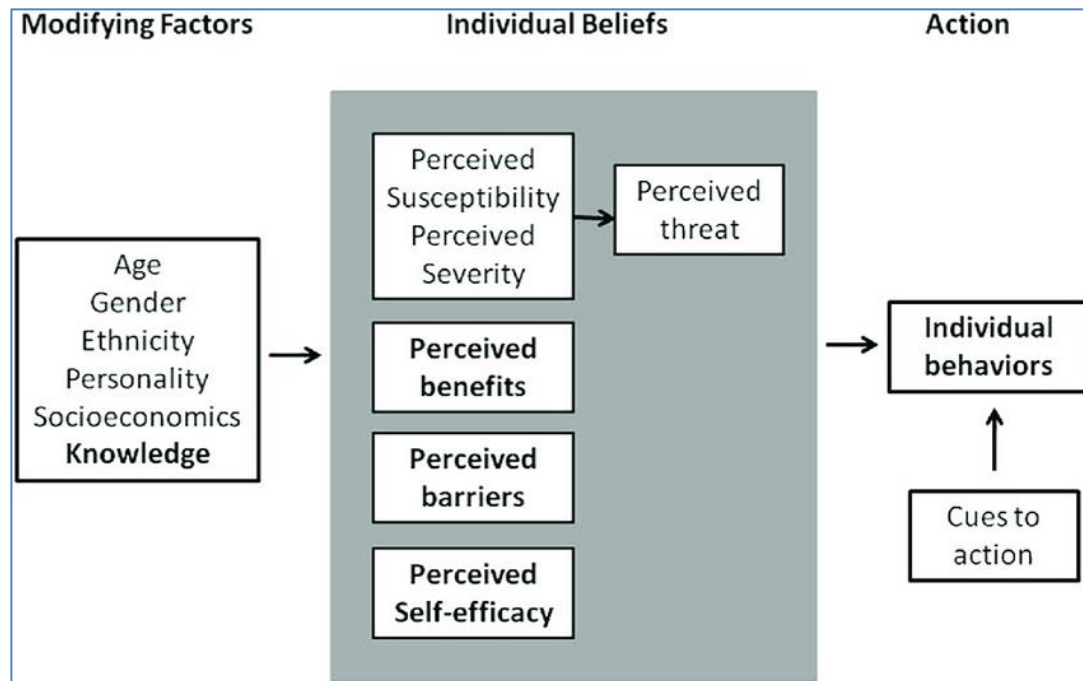 Modifying Factors
Individual Beliefs
Action
Age
Gender
Ethnicity
Personality
Socioeconomics
Knowledge
Perceived
Susceptibility
Perceived
Severity
Perceived
threat
Perceived
benefits
Perceived
barriers
Perceived
Self-efficacy
Individual
behaviors
Cues to
action